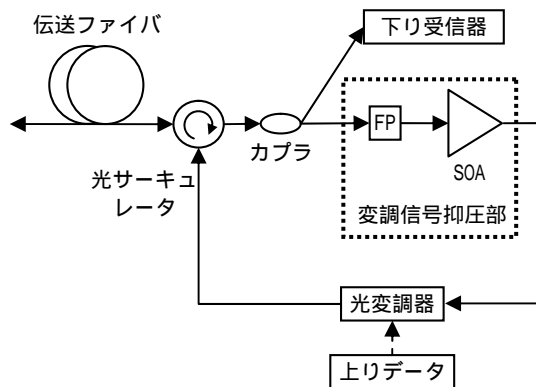 伝送ファイバ
下り受信器
カプラ
FP
SOA
変調信号抑圧部
光サーキュ
レータ
光変調器
上りデータ